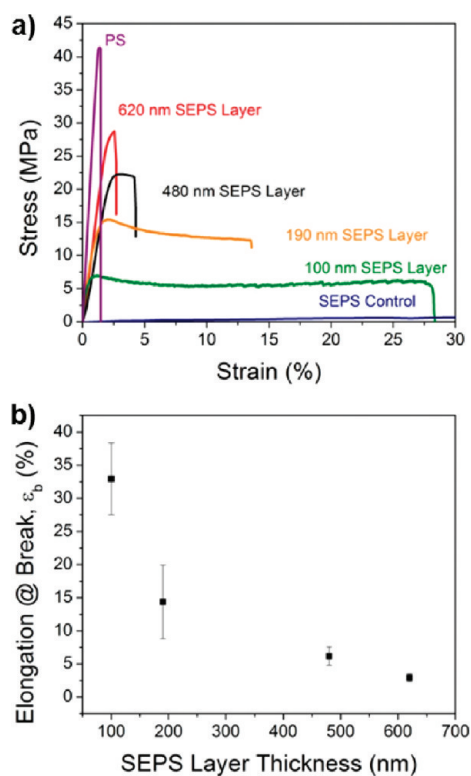 a)
45
40
35
30
25
20
15
10
5
0
Stress (MPa)
PS
620 nm SEPS Layer
480 nm SEPS Layer
190 nm SEPS Layer
100 nm SEPS Layer
SEPS Control
0 5 10 15 20 25 30
Strain (%)
b)
40
35
30
25
20
15
10
5
0
Elongation @ Break, ε_b (%)
100 200 300 400 500 600 700
SEPS Layer Thickness (nm)